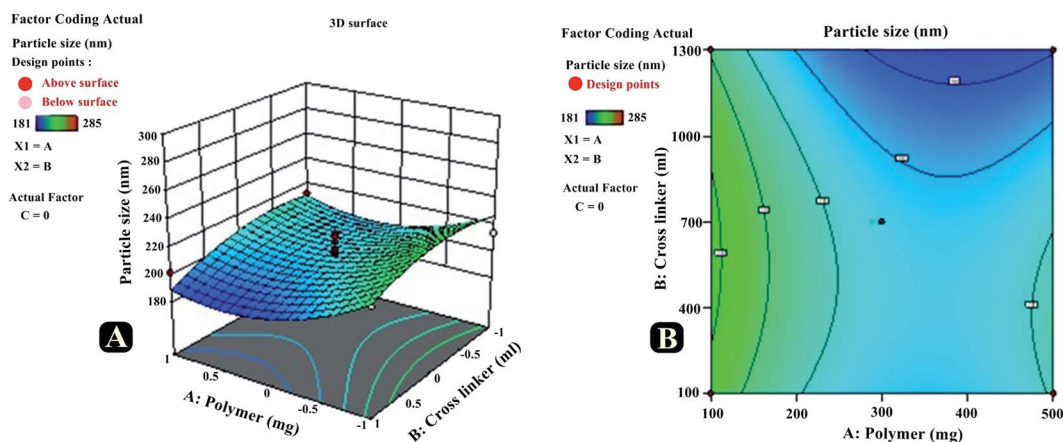 Factor Coding Actual
Particle size (nm)
Design points :
Above surface
Below surface
181 285
X1 = A
X2 = B
Actual Factor
C = 0
3D surface
Particle size (nm)
300
280
260
240
220
200
180
1
0.5
0
-0.5
-1
A: Polymer (mg)
1
0.5
0
-0.5
-1
B: Cross linker (ml)
A
Factor Coding Actual
Particle size (nm)
Design points
181 285
X1 = A
X2 = B
Actual Factor
C = 0
Particle size (nm)
B: Cross linker (ml)
1300
1000
700
400
100
100 200 300 400 500
A: Polymer (mg)
B